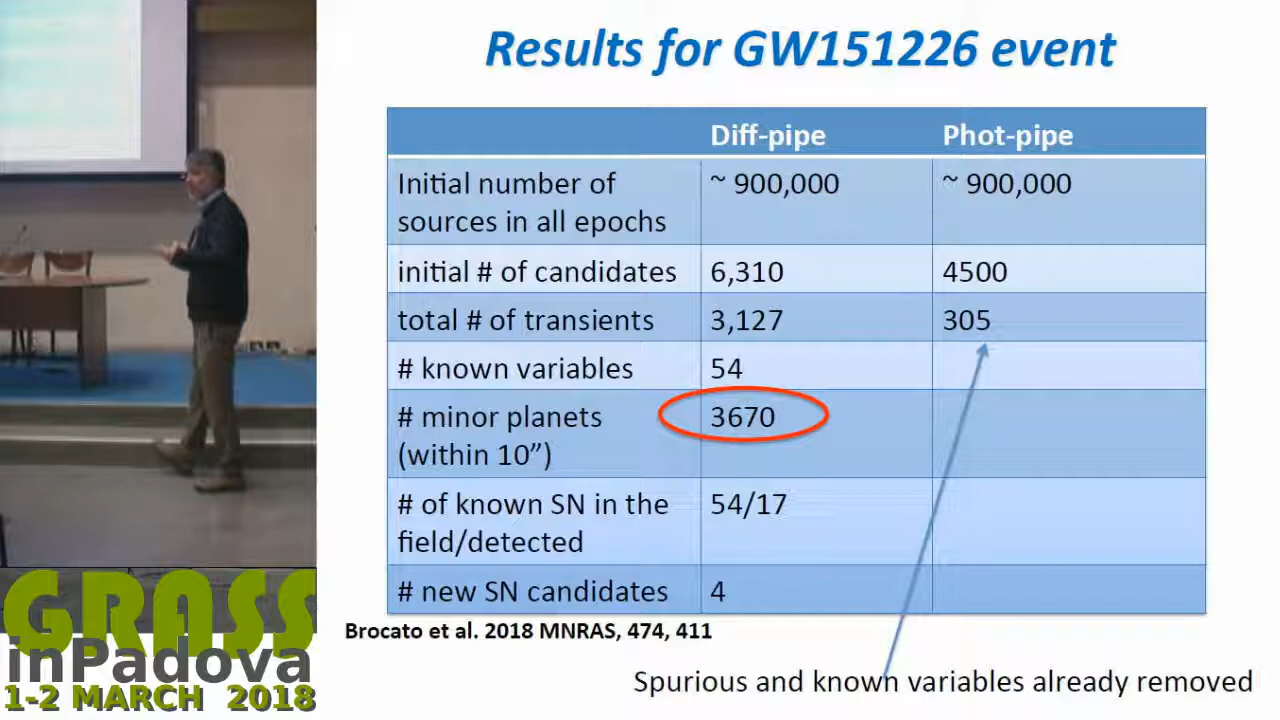 Results for GW151226 event
Diff-pipe Phot-pipe
Initial number of ~ 900,000 ~ 900,000
sources in all epochs
initial # of candidates 6,310 4500
total # of transients 3,127 305
# known variables 54
# minor planets 3670
(within 10”)
# of known SN in the 54/17
field/detected
# new SN candidates 4
Brocato et al. 2018 MNRAS, 474, 411
Spurious and known variables already removed
GRASS
inPadova
1-2 MARCH 2018